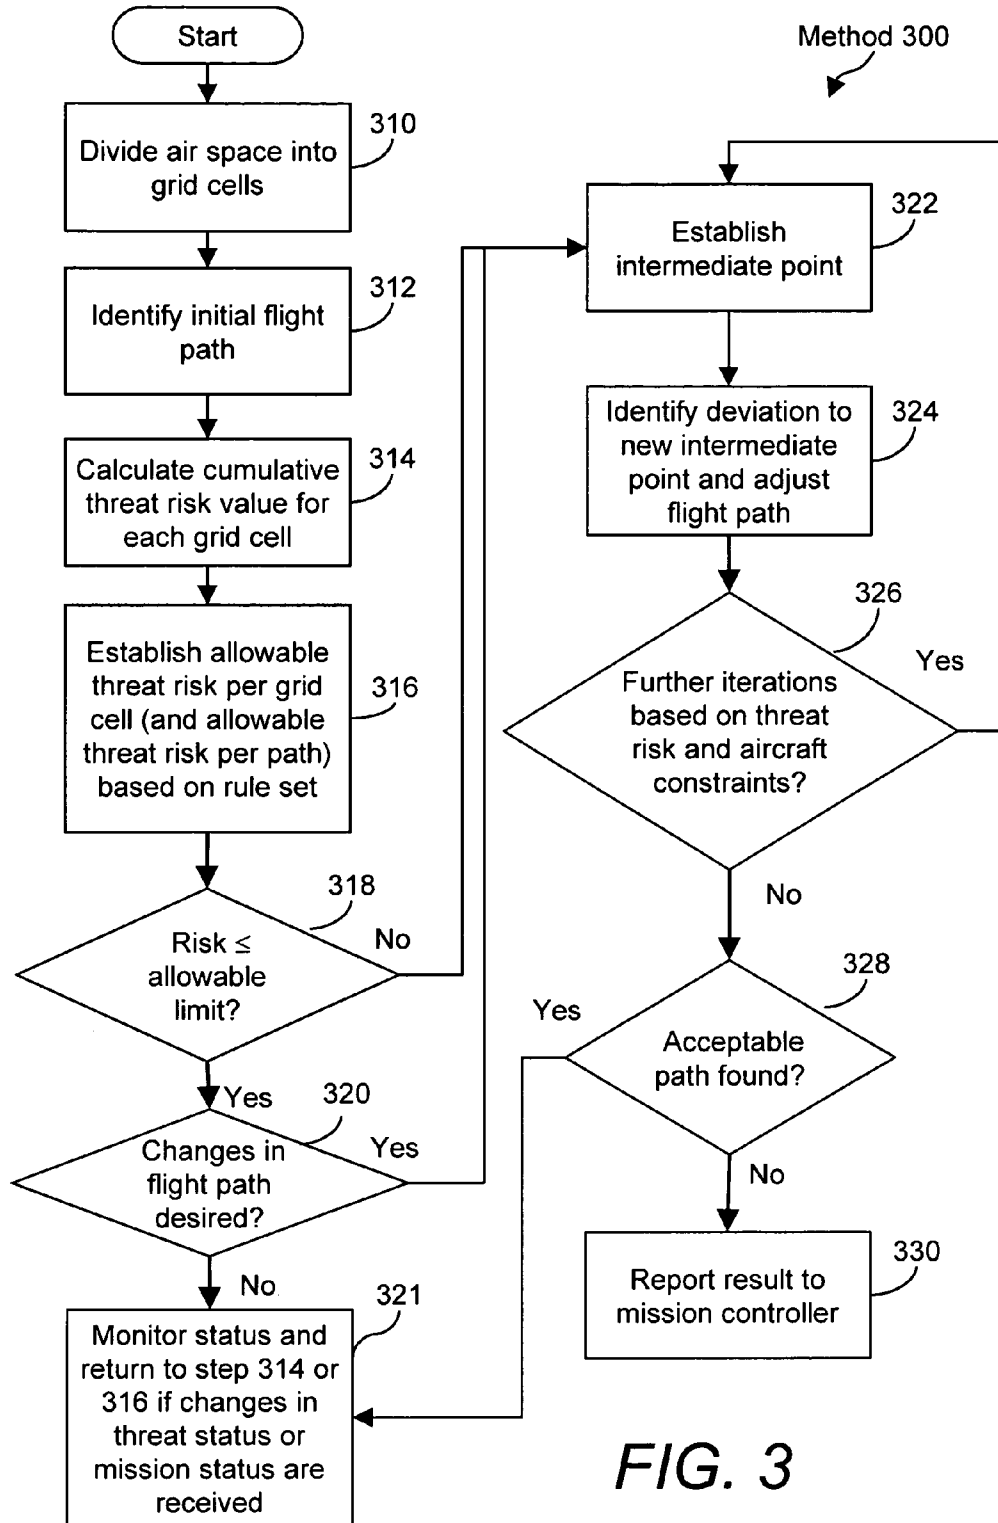 Start
Method 300
310
Divide air space into
grid cells
312
Identify initial flight
path
314
Calculate cumulative
threat risk value for
each grid cell
316
Establish allowable
threat risk per grid
cell (and allowable
threat risk per path)
based on rule set
318
Risk ≤
allowable
limit?
No
Yes
320
Changes in
flight path
desired?
Yes
No
321
Monitor status and
return to step 314 or
316 if changes in
threat status or
mission status are
received
322
Establish
intermediate point
324
Identify deviation to
new intermediate
point and adjust
flight path
326
Further iterations
based on threat
risk and aircraft
constraints?
Yes
No
328
Acceptable
path found?
Yes
No
330
Report result to
mission controller
FIG. 3